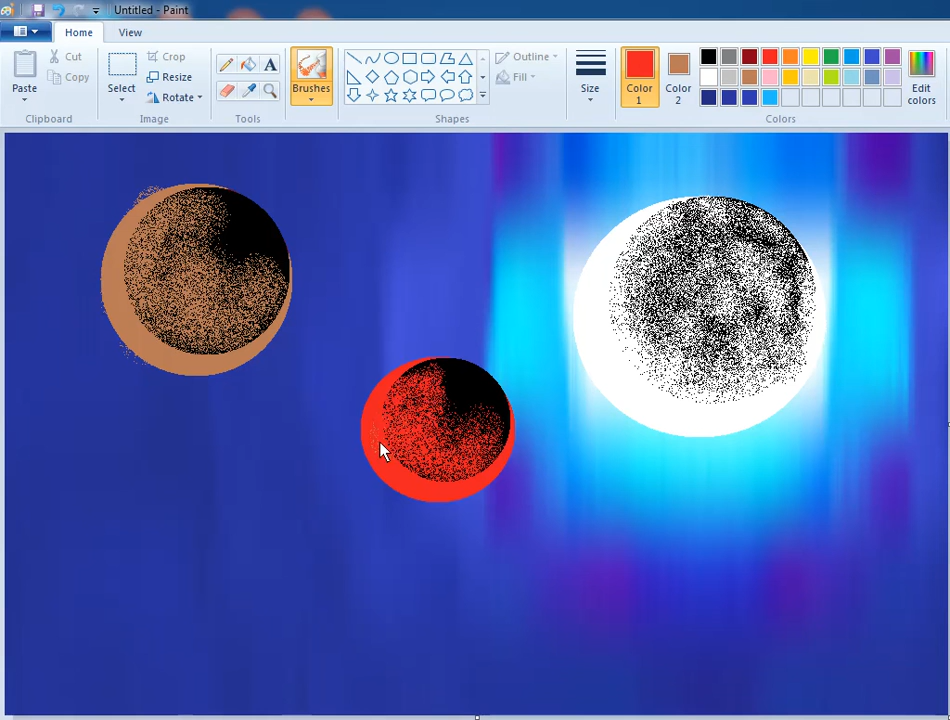 Untitled - Paint
Home View
Paste
Cut
Copy
Clipboard
Select
Crop
Resize
Rotate
Image
Tools
Brushes
Outline
Fill
Shapes
Size
Color
1
Color
2
Edit
colors
Colors